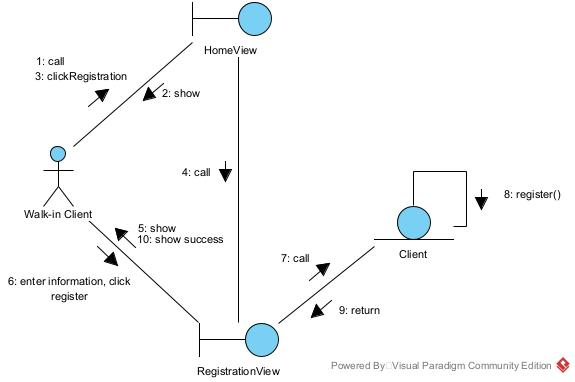 HomeView
1: call
3: clickRegistration
2: show
4: call
8: register()
Walk-in Client
5: show
10: show success
7: call
Client
6: enter information, click
register
9: return
RegistrationView
Powered By Visual Paradigm Community Edition